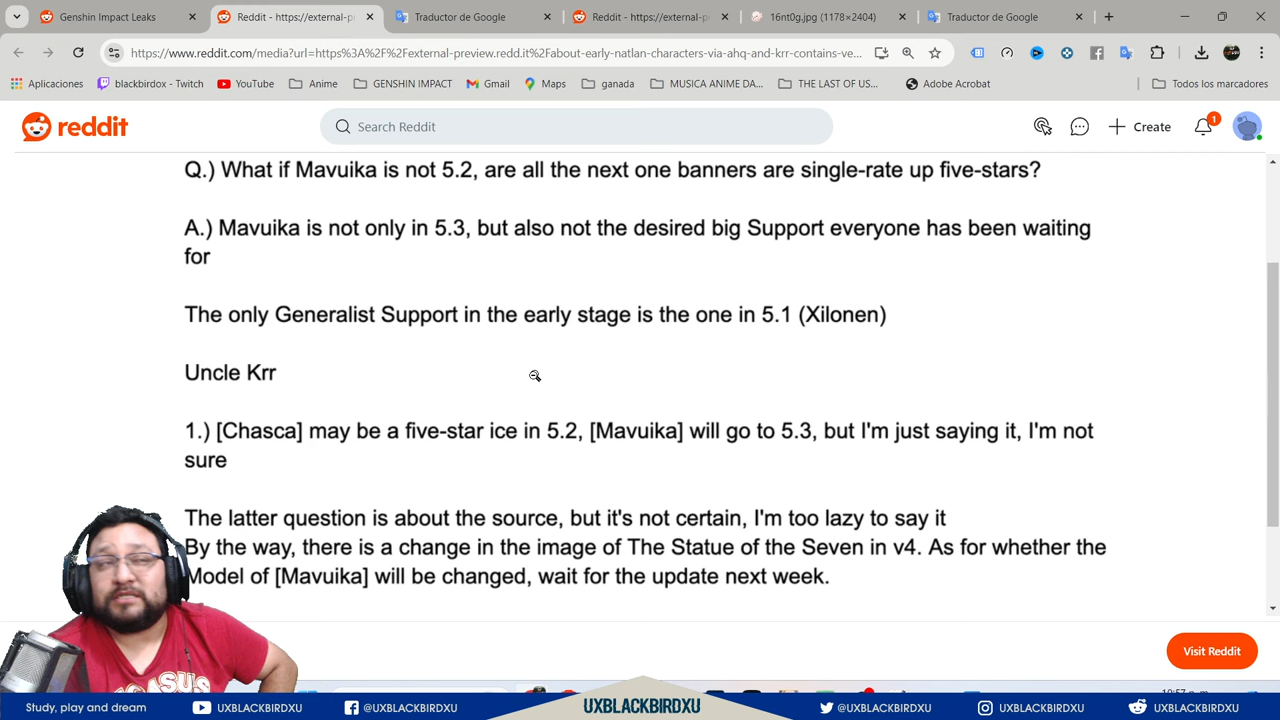 Genshin Impact Leaks
Reddit - https://external-p
Traductor de Google
Reddit - https://external-p
16nt0g.jpg (1178×2404)
Traductor de Google
https://www.reddit.com/media?url=https%3A%2F%2Fexternal-preview.redd.it%2Fabout-early-natlan-characters-via-ahq-and-krr-contains-ve...
Aplicaciones
blackbirdox - Twitch
YouTube
Anime
GENSHIN IMPACT
Gmail
Maps
ganada
MUSICA ANIME DA...
THE LAST OF US...
Adobe Acrobat
Todos los marcadores
reddit
Search Reddit
Create
1
Q.) What if Mavuika is not 5.2, are all the next one banners are single-rate up five-stars?
A.) Mavuika is not only in 5.3, but also not the desired big Support everyone has been waiting
for
The only Generalist Support in the early stage is the one in 5.1 (Xilonen)
Uncle Krr
1.) [Chasca] may be a five-star ice in 5.2, [Mavuika] will go to 5.3, but I'm just saying it, I'm not
sure
The latter question is about the source, but it's not certain, I'm too lazy to say it
By the way, there is a change in the image of The Statue of the Seven in v4. As for whether the
Model of [Mavuika] will be changed, wait for the update next week.
Visit Reddit
Study, play and dream
UXBLACKBIRDXU
@UXBLACKBIRDXU
UXBLACKBIRDXU
@UXBLACKBIRDXU
UXBLACKBIRDXU
UXBLACKBIRDXU